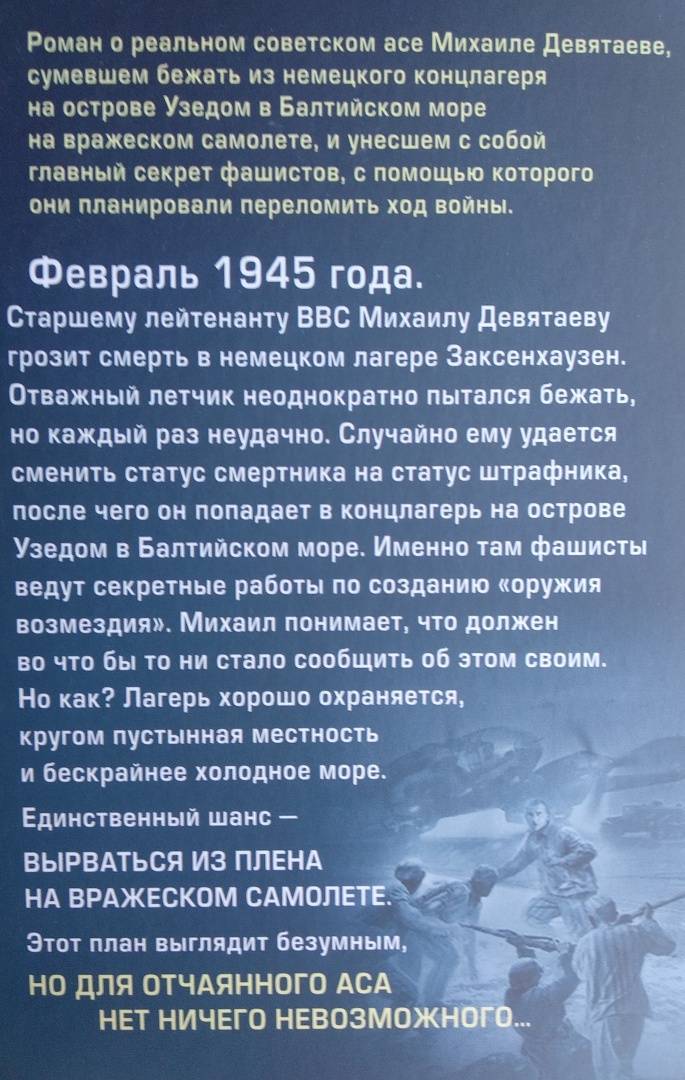 Роман о реальном советском асе Михаиле Девятаеве,
сумевшем бежать из немецкого концлагеря
на острове Узедом в Балтийском море
на вражеском самолете, и унесшем с собой
главный секрет фашистов, с помощью которого
они планировали переломить ход войны.
Февраль 1945 года.
Старшему лейтенанту ВВС Михаилу Девятаеву
грозит смерть в немецком лагере Заксенхаузен.
Отважный летчик неоднократно пытался бежать,
но каждый раз неудачно. Случайно ему удается
сменить статус смертника на статус штрафника,
после чего он попадает в концлагерь на острове
Узедом в Балтийском море. Именно там фашисты
ведут секретные работы по созданию «оружия
возмездия». Михаил понимает, что должен
во что бы то ни стало сообщить об этом своим.
Но как? Лагерь хорошо охраняется,
кругом пустынная местность
и бескрайнее холодное море.
Единственный шанс —
ВЫРВАТЬСЯ ИЗ ПЛЕНА
НА ВРАЖЕСКОМ САМОЛЕТЕ.
Этот план выглядит безумным,
НО ДЛЯ ОТЧАЯННОГО АСА
НЕТ НИЧЕГО НЕВОЗМОЖНОГО...